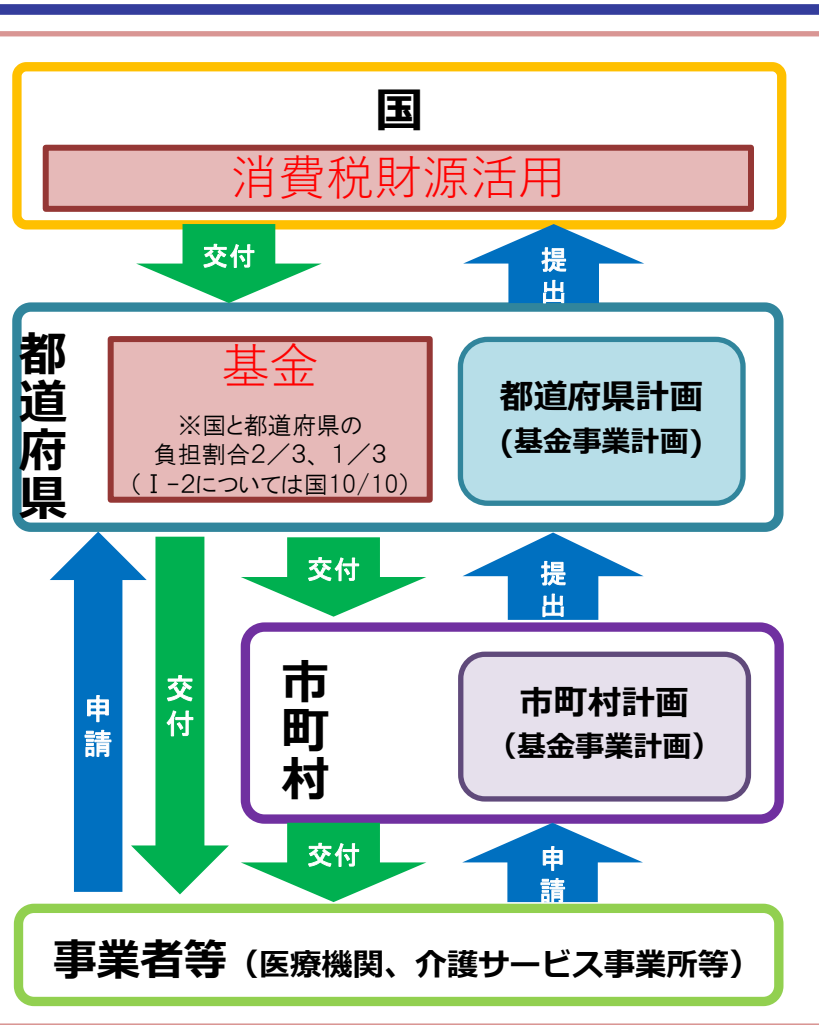 国
消費税財源活用
交付
提出
都道府県
基金
※国と都道府県の
負担割合2／3、1／3
（Ⅰ-2については国10/10）
都道府県計画
(基金事業計画)
交付
提出
申請
交付
市町村
市町村計画
（基金事業計画）
交付
申請
事業者等（医療機関、介護サービス事業所等）